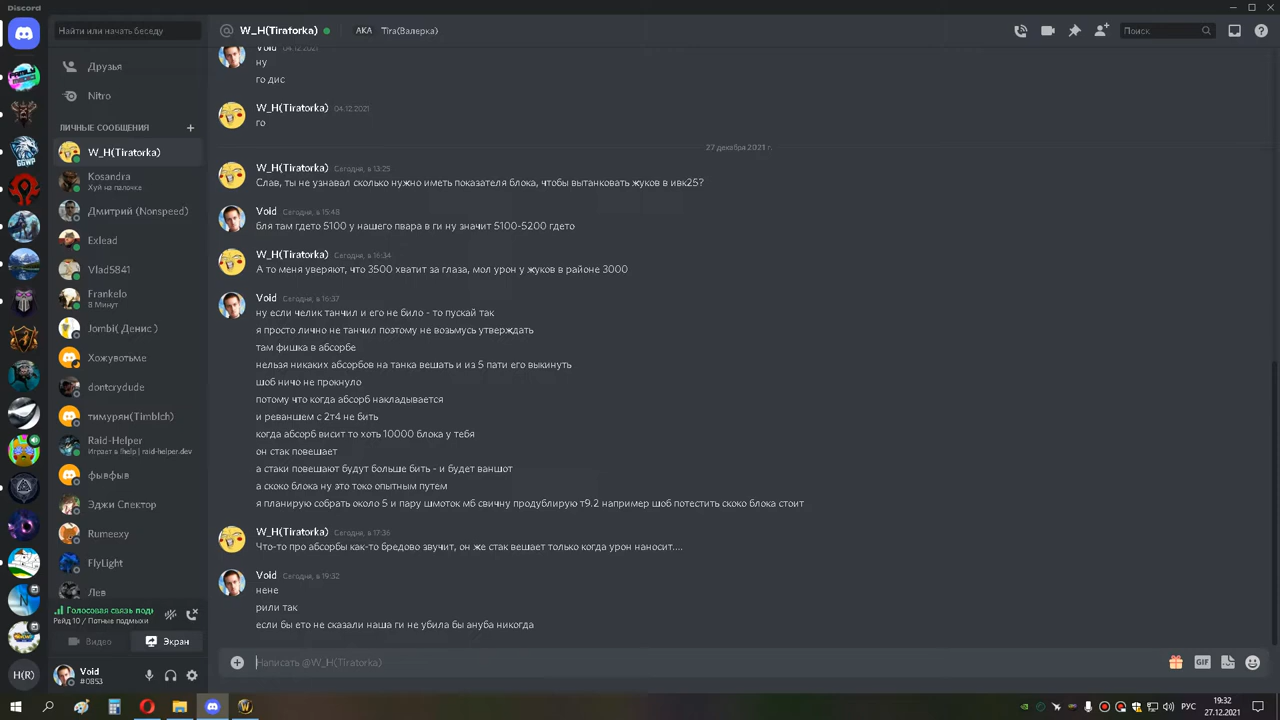 Discord
Найти или начать беседу
W_H(Tiratorka)
AKA
Tira(Валерка)
Поиск
Друзья
Nitro
ЛИЧНЫЕ СООБЩЕНИЯ
W_H(Tiratorka)
Kosandra
Хуй на палочке
Дмитрий (Nonspeed)
Exlead
Vlad5841
Frankelo
8 Минут
Jombi( Денис )
Хожувотьме
dontcrydude
тимурян(Timblch)
Raid-Helper
Играет в !help | raid-helper.dev
фывфыв
Эджи Спектор
Rumeexy
FlyLight
Лев
Голосовая связь подк
Рейд 10 / Потные подмыхи
Видео
Экран
Void
#0853
H(R)
GGWP
Void 04.12.2021
ну
го дис
W_H(Tiratorka) 04.12.2021
го
27 декабря 2021 г.
W_H(Tiratorka) Сегодня, в 13:25
Слав, ты не узнавал сколько нужно иметь показателя блока, чтобы вытанковать жуков в ивк25?
Void Сегодня, в 15:48
бля там гдето 5100 у нашего пвара в ги ну значит 5100-5200 гдето
W_H(Tiratorka) Сегодня, в 16:34
А то меня уверяют, что 3500 хватит за глаза, мол урон у жуков в районе 3000
Void Сегодня, в 16:37
ну если челик танчил и его не било - то пускай так
я просто лично не танчил поэтому не возьмусь утверждать
там фишка в абсорбе
нельзя никаких абсорбов на танка вешать и из 5 пати его выкинуть
шоб ничо не прокнуло
потому что когда абсорб накладывается
и реваншем с 2т4 не бить
когда абсорб висит то хоть 10000 блока у тебя
он стак повешает
а стаки повешают будут больше бить - и будет ваншот
а скоко блока ну это токо опытным путем
я планирую собрать около 5 и пару шмоток мб свичну продублирую т9.2 например шоб потестить скоко блока стоит
W_H(Tiratorka) Сегодня, в 17:36
Что-то про абсорбы как-то бредово звучит, он же стак вешает только когда урон наносит....
Void Сегодня, в 19:32
нене
рили так
если бы ето не сказали наша ги не убила бы ануба никогда
Написать @W_H(Tiratorka)
GIF
РУС
19:32
27.12.2021